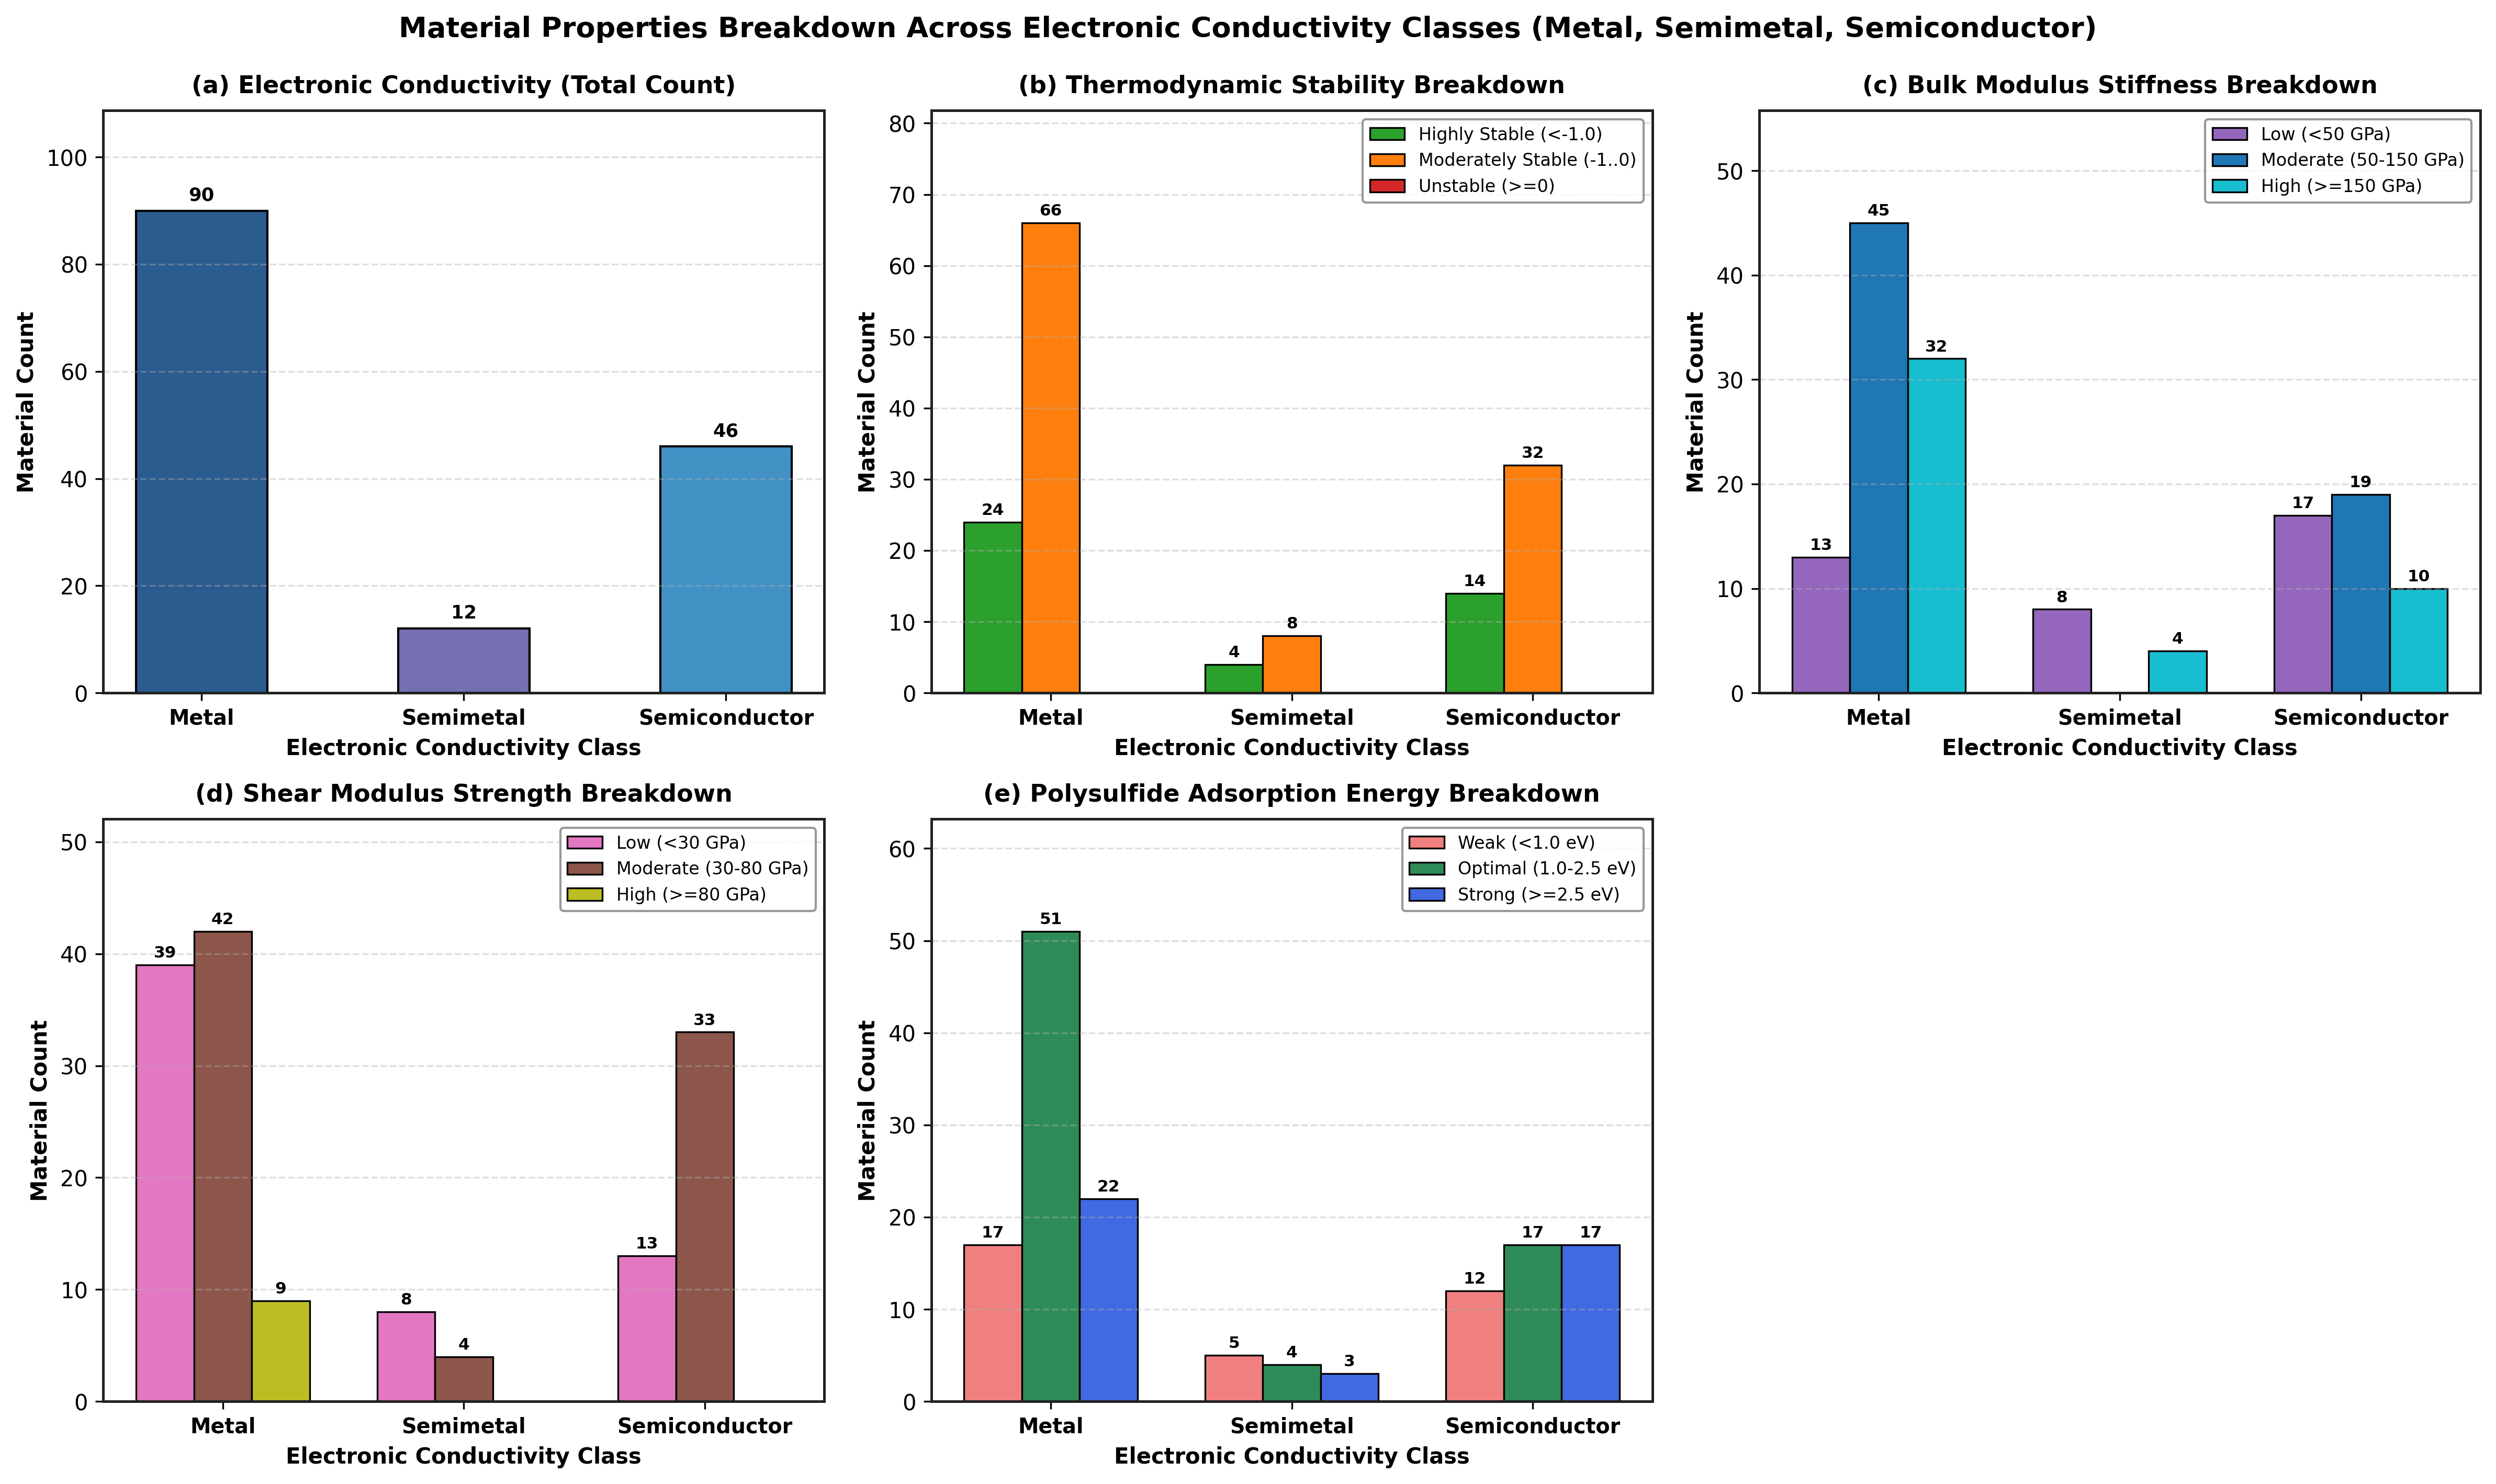 Material Properties Breakdown Across Electronic Conductivity Classes (Metal, Semimetal, Semiconductor)
(a) Electronic Conductivity (Total Count)
Material Count
100
80
60
40
20
0
90
12
46
Metal
Semimetal
Semiconductor
Electronic Conductivity Class
(b) Thermodynamic Stability Breakdown
Material Count
80
70
60
50
40
30
20
10
0
Highly Stable (<-1.0)
Moderately Stable (-1..0)
Unstable (>=0)
24
66
4
8
14
32
Metal
Semimetal
Semiconductor
Electronic Conductivity Class
(c) Bulk Modulus Stiffness Breakdown
Material Count
50
40
30
20
10
0
Low (<50 GPa)
Moderate (50-150 GPa)
High (>=150 GPa)
13
45
32
8
4
17
19
10
Metal
Semimetal
Semiconductor
Electronic Conductivity Class
(d) Shear Modulus Strength Breakdown
Material Count
50
40
30
20
10
0
Low (<30 GPa)
Moderate (30-80 GPa)
High (>=80 GPa)
39
42
9
8
4
13
33
Metal
Semimetal
Semiconductor
Electronic Conductivity Class
(e) Polysulfide Adsorption Energy Breakdown
Material Count
60
50
40
30
20
10
0
Weak (<1.0 eV)
Optimal (1.0-2.5 eV)
Strong (>=2.5 eV)
17
51
22
5
4
3
12
17
17
Metal
Semimetal
Semiconductor
Electronic Conductivity Class